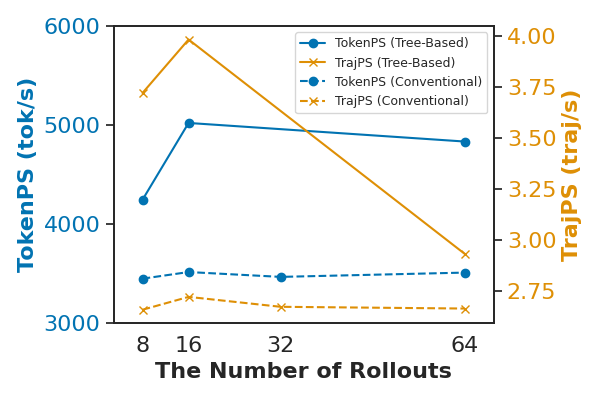 6000
5000
4000
3000
TokenPS (tok/s)
TokenPS (Tree-Based)
TrajPS (Tree-Based)
TokenPS (Conventional)
TrajPS (Conventional)
4.00
3.75
3.50
3.25
3.00
2.75
TrajPS (traj/s)
8 16 32 64
The Number of Rollouts